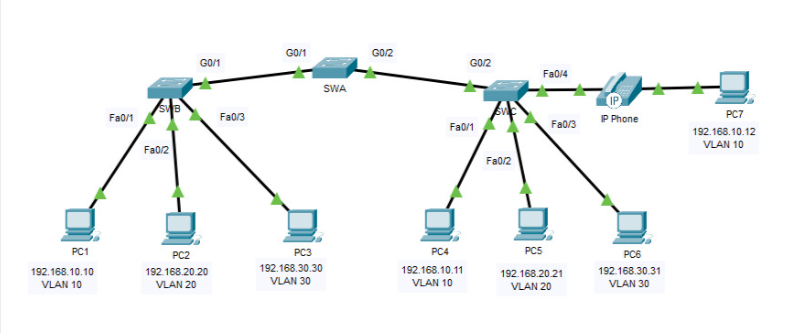 G0/1
G0/1
G0/2
G0/2
Fa0/4
SWA
SWB
SWC
IP
IP Phone
PC7
192.168.10.12
VLAN 10
Fa0/1
Fa0/3
Fa0/2
Fa0/1
Fa0/3
Fa0/2
PC1
192.168.10.10
VLAN 10
PC2
192.168.20.20
VLAN 20
PC3
192.168.30.30
VLAN 30
PC4
192.168.10.11
VLAN 10
PC5
192.168.20.21
VLAN 20
PC6
192.168.30.31
VLAN 30